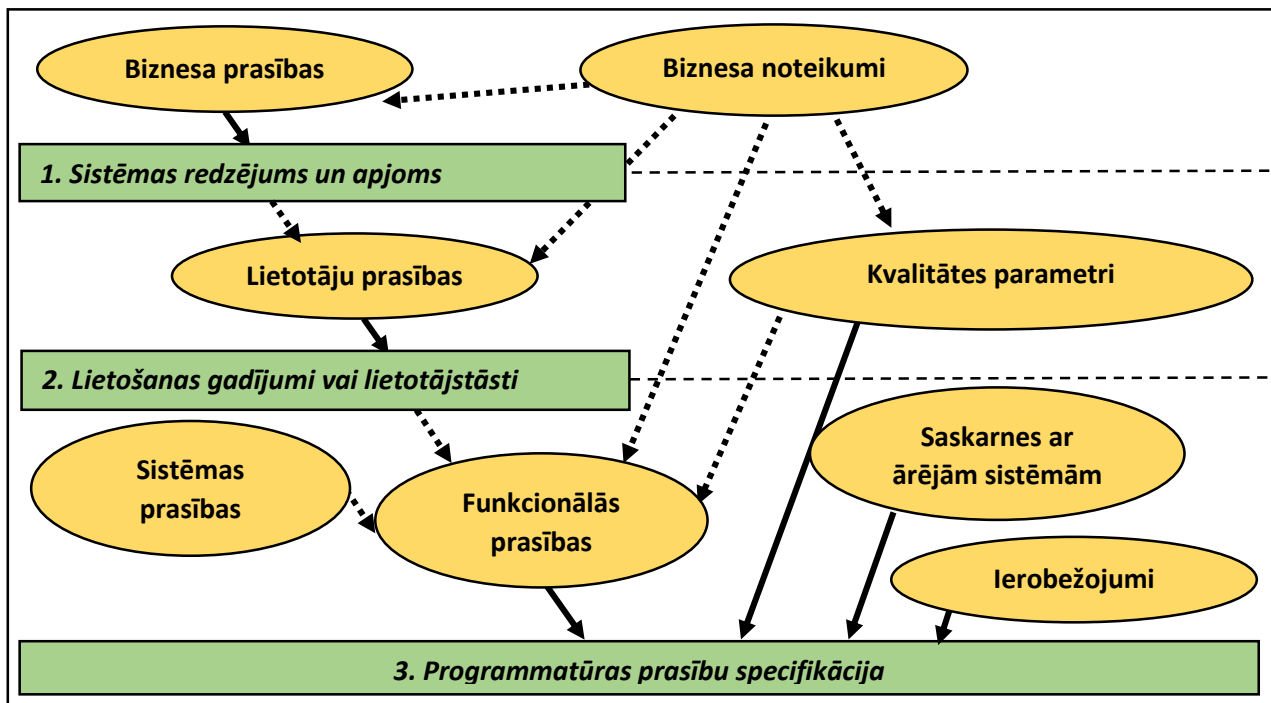 Biznesa prasības
Biznesa noteikumi
1. Sistēmas redzējums un apjoms
Lietotāju prasības
Kvalitātes parametri
2. Lietošanas gadījumi vai lietotājstāsti
Sistēmas
prasības
Funkcionālās
prasības
Saskarnes ar
ārējām sistēmām
Ierobežojumi
3. Programmatūras prasību specifikācija